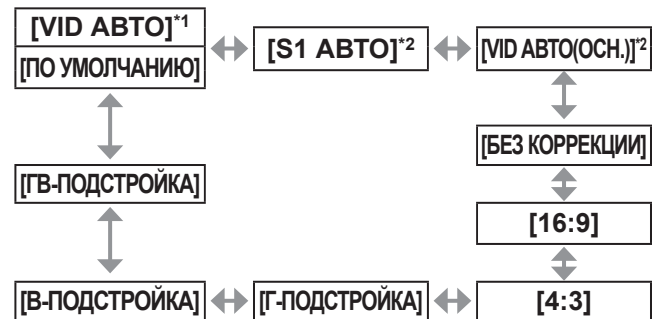 [VID АВТО]*1
[ПО УМОЛЧАНИЮ]
[S1 АВТО]*2
[VID АВТО(ОСН.)]*2
[БЕЗ КОРРЕКЦИИ]
[16:9]
[4:3]
[Г-ПОДСТРОЙКА]
[В-ПОДСТРОЙКА]
[ГВ-ПОДСТРОЙКА]